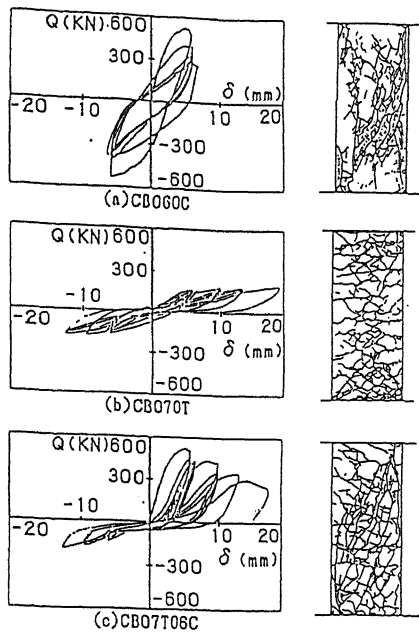 Q(KN).600
300
δ (mm)
-20 -10 10 20
-300
-600
(a)CB060C
Q(KN)600
300
-10
-20 10 20
-300 δ (mm)
-600
(b)CB070T
Q(KN)600
300
-10 δ (mm)
-20 10 20
-300
-600
(c)CB07T06C